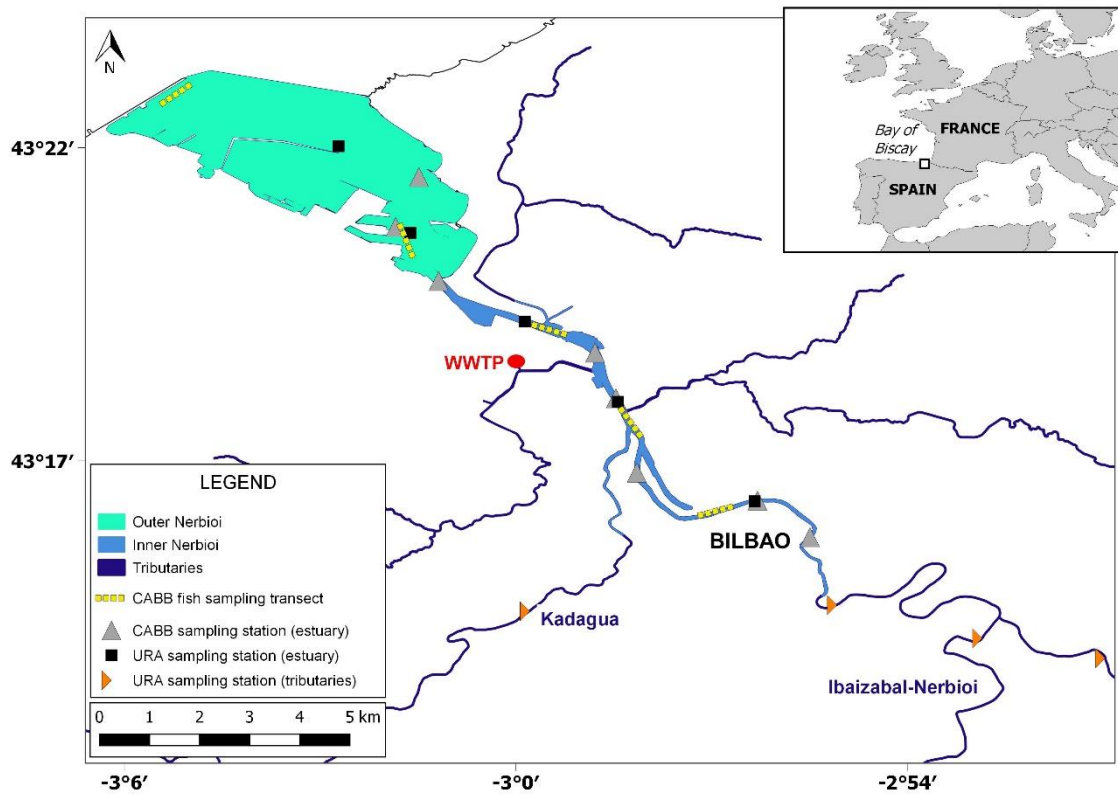 N
43°22′
43°17′
-3°6′
-3°0′
-2°54′
Bay of
Biscay
FRANCE
SPAIN
WWTP
BILBAO
Kadagua
Ibaizabal-Nerbioi
LEGEND
Outer Nerbioi
Inner Nerbioi
Tributaries
CABB fish sampling transect
CABB sampling station (estuary)
URA sampling station (estuary)
URA sampling station (tributaries)
0 1 2 3 4 5 km